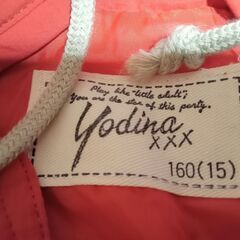 Play like "little adult";
You are the star of this party.
Yodina
xxx
160(15)